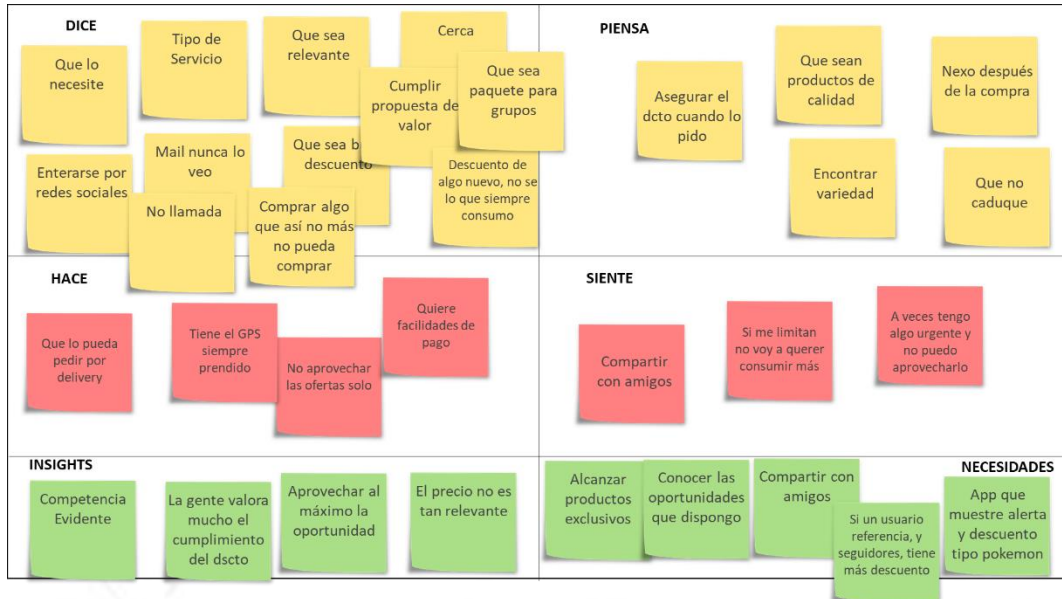 DICE
Que lo
necesite
Tipo de
Servicio
Que sea
relevante
Cerca
Cumplir
propuesta de
valor
Que sea
paquete para
grupos
Enterarse por
redes sociales
Mail nunca lo
veo
No llamada
Que sea b
descuento
Comprar algo
que así no más
no pueda
comprar
Descuento de
algo nuevo, no se
lo que siempre
consumo
PIENSA
Asegurar el
dcto cuando lo
pido
Que sean
productos de
calidad
Nexo después
de la compra
Encontrar
variedad
Que no
caduque
HACE
Que lo pueda
pedir por
delivery
Tiene el GPS
siempre
prendido
No aprovechar
las ofertas solo
Quiere
facilidades de
pago
SIENTE
Compartir
con amigos
Si me limitan
no voy a querer
consumir más
A veces tengo
algo urgente y
no puedo
aprovecharlo
INSIGHTS
Competencia
Evidente
La gente valora
mucho el
cumplimiento
del dscto
Aprovechar al
máximo la
oportunidad
El precio no es
tan relevante
NECESIDADES
Alcanzar
productos
exclusivos
Conocer las
oportunidades
que dispongo
Compartir con
amigos
Si un usuario
referencia, y
seguidores, tiene
más descuento
App que
muestre alerta
y descuento
tipo pokemon